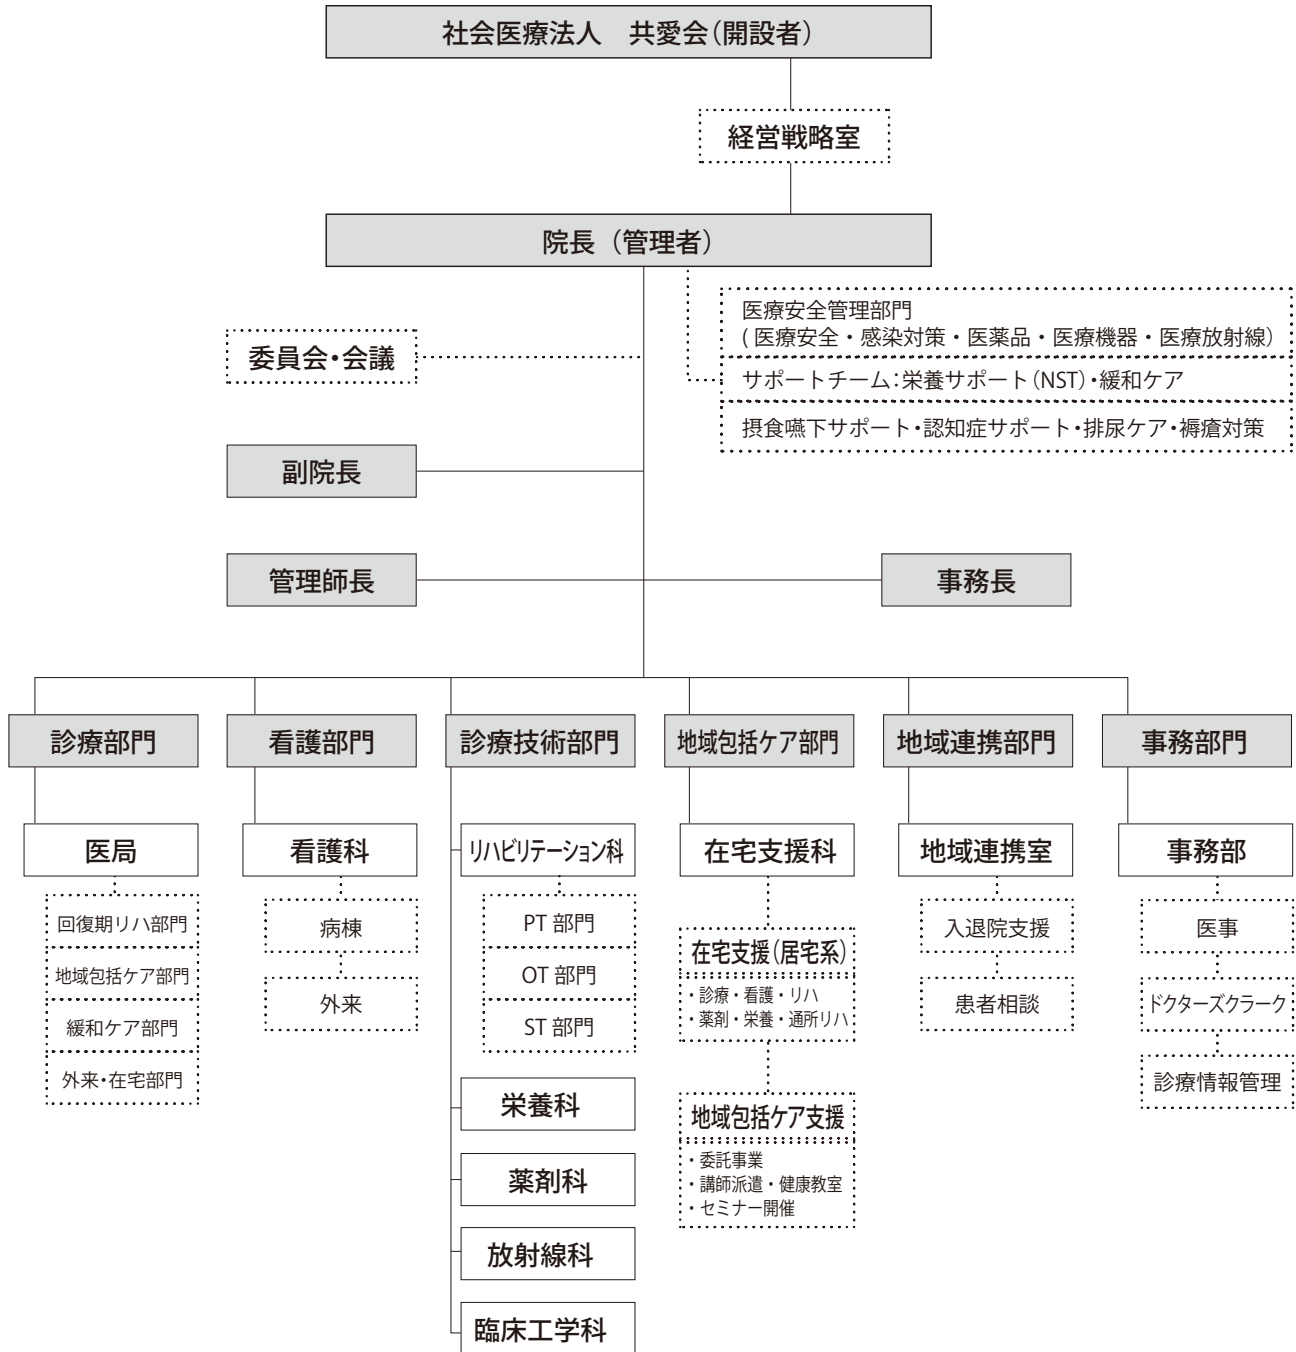 社会医療法人　共愛会（開設者）
経営戦略室
院長（管理者）
医療安全管理部門
（医療安全・感染対策・医薬品・医療機器・医療放射線）
サポートチーム：栄養サポート（NST）・緩和ケア
摂食嚥下サポート・認知症サポート・排尿ケア・褥瘡対策
委員会・会議
副院長
管理師長
事務長
診療部門
看護部門
診療技術部門
地域包括ケア部門
地域連携部門
事務部門
医局
回復期リハ部門
地域包括ケア部門
緩和ケア部門
外来・在宅部門
看護科
病棟
外来
リハビリテーション科
PT 部門
OT 部門
ST 部門
栄養科
薬剤科
放射線科
臨床工学科
在宅支援科
在宅支援（居宅系）
・診療・看護・リハ
・薬剤・栄養・通所リハ
地域包括ケア支援
・委託事業
・講師派遣・健康教室
・セミナー開催
地域連携室
入退院支援
患者相談
事務部
医事
ドクターズクラーク
診療情報管理